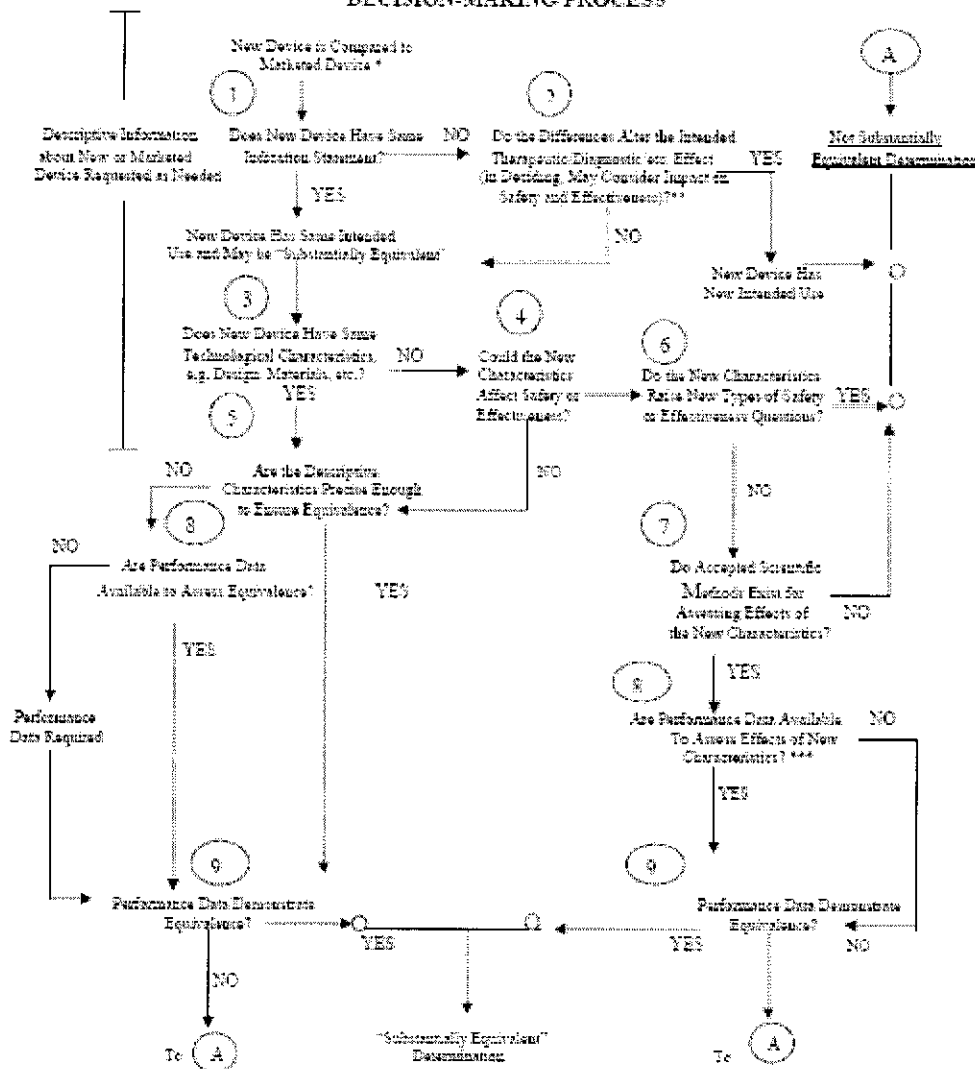 DECISION-MAKING PROCESS
New Device is Compared to
Marketed Device *
A
1
2
Descriptive Information
about New or Marketed
Device Requested as Needed
Does New Device Have Same
Indication Statement?
NO
Do the Differences Alter the Intended
Therapeutic/Diagnostic/etc. Effect
(in Deciding, May Consider Impact on
Safety and Effectiveness)?**
YES
Not Substantially
Equivalent Determination
YES
NO
New Device Has Same Intended
Use and May be "Substantially Equivalent"
New Device Has
New Intended Use
3
4
6
Does New Device Have Same
Technological Characteristics,
e.g. Design, Materials, etc.?
NO
Could the New
Characteristics
Affect Safety or
Effectiveness?
Do the New Characteristics
Raise New Types of Safety
or Effectiveness Questions?
YES
YES
5
NO
Are the Descriptive
Characteristics Precise Enough
to Ensure Equivalence?
NO
NO
8
7
NO
Are Performance Data
Available to Assess Equivalence?
YES
Do Accepted Scientific
Methods Exist for
Assessing Effects of
the New Characteristics?
NO
YES
YES
8
Performance
Data Required
Are Performance Data Available
To Assess Effects of New
Characteristics? ***
NO
YES
9
9
Performance Data Demonstrate
Equivalence?
YES
YES
Performance Data Demonstrate
Equivalence?
NO
NO
To A
"Substantially Equivalent"
Determination
To A